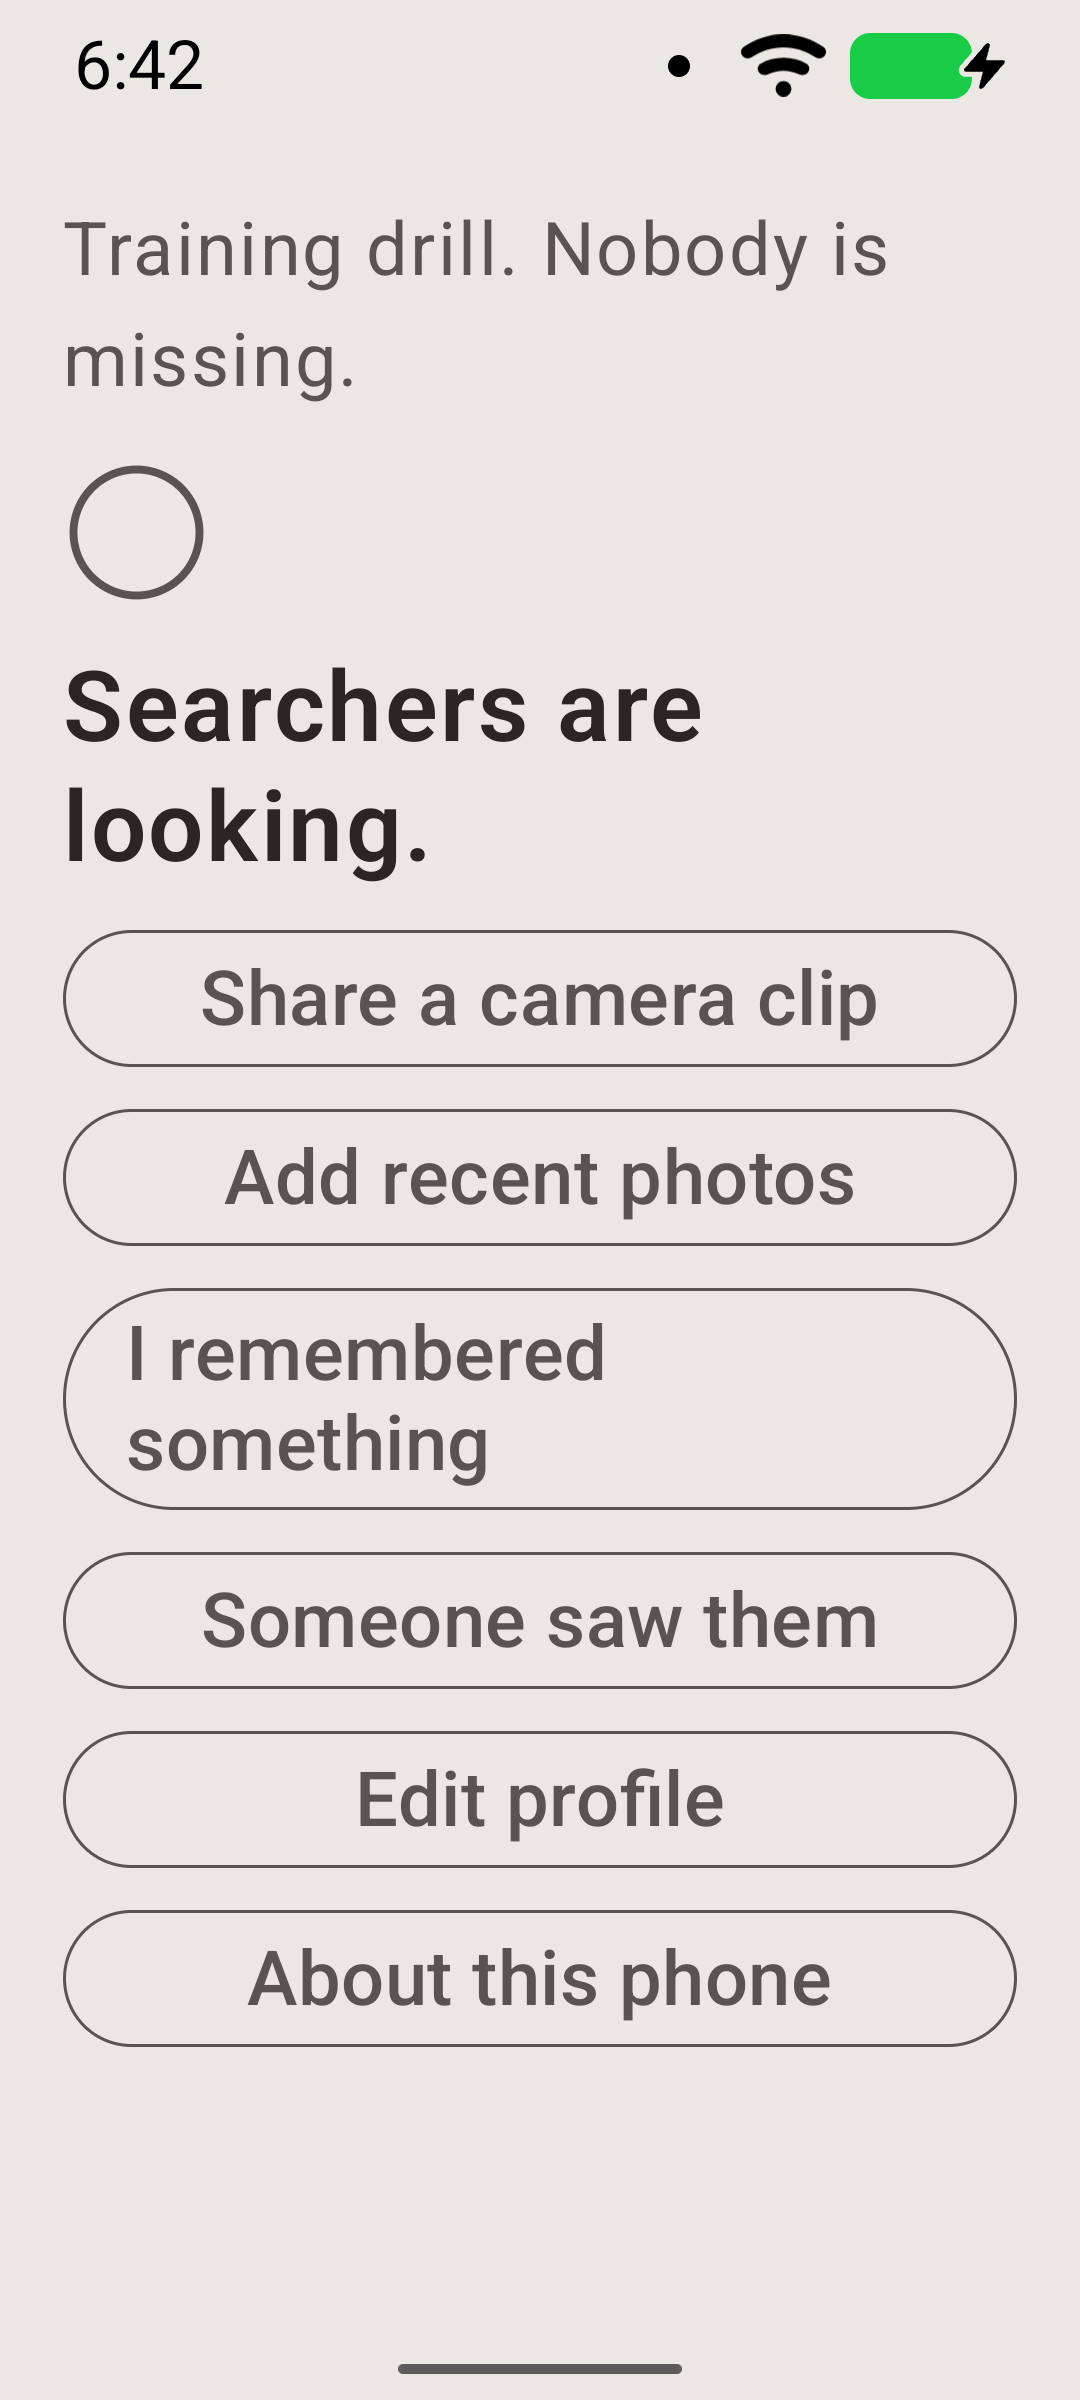 6:42
Training drill. Nobody is
missing.
Searchers are
looking.
Share a camera clip
Add recent photos
I remembered
something
Someone saw them
Edit profile
About this phone